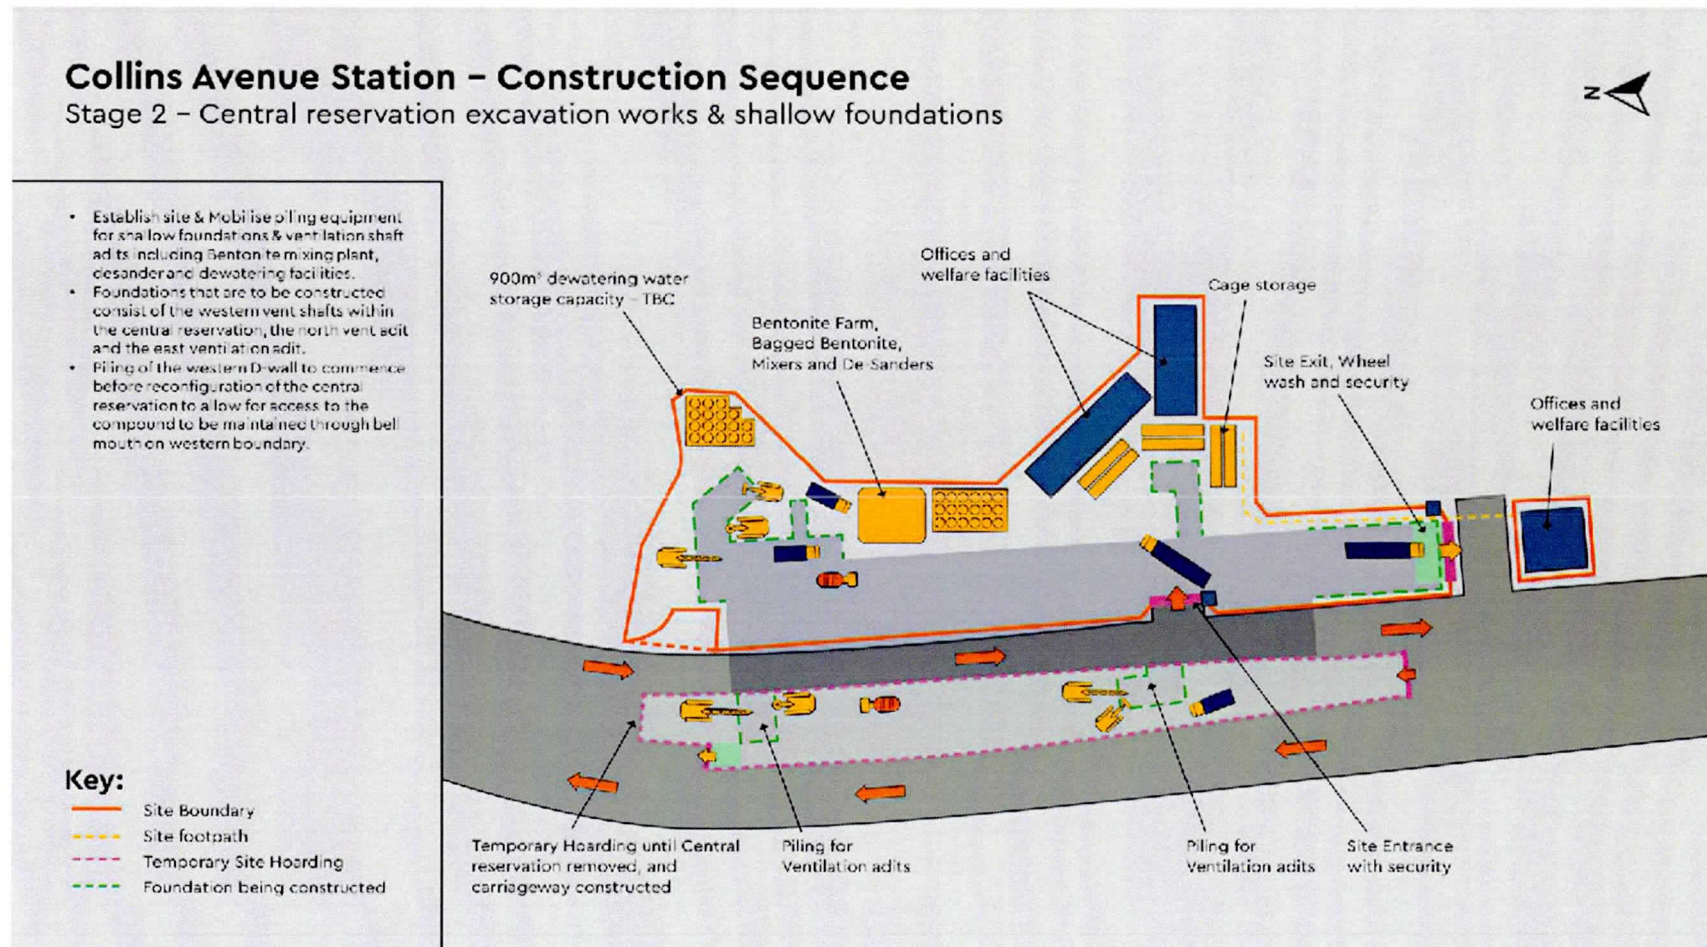 Collins Avenue Station – Construction Sequence
Stage 2 – Central reservation excavation works & shallow foundations
N
• Establish site & Mobilise piling equipment
for shallow foundations & ventilation shaft
adits including Bentonite mixing plant,
desander and dewatering facilities.
• Foundations that are to be constructed
consist of the western vent shafts within
the central reservation, the north vent adit
and the east ventilation adit.
• Piling of the western D-wall to commence
before reconfiguration of the central
reservation to allow for access to the
compound to be maintained through bell
mouth on western boundary.
900m³ dewatering water
storage capacity – TBC
Bentonite Farm,
Bagged Bentonite,
Mixers and De-Sanders
Offices and
welfare facilities
Cage storage
Site Exit, Wheel
wash and security
Offices and
welfare facilities
Key:
Site Boundary
Site footpath
Temporary Site Hoarding
Foundation being constructed
Temporary Hoarding until Central
reservation removed, and
carriageway constructed
Piling for
Ventilation adits
Piling for
Ventilation adits
Site Entrance
with security